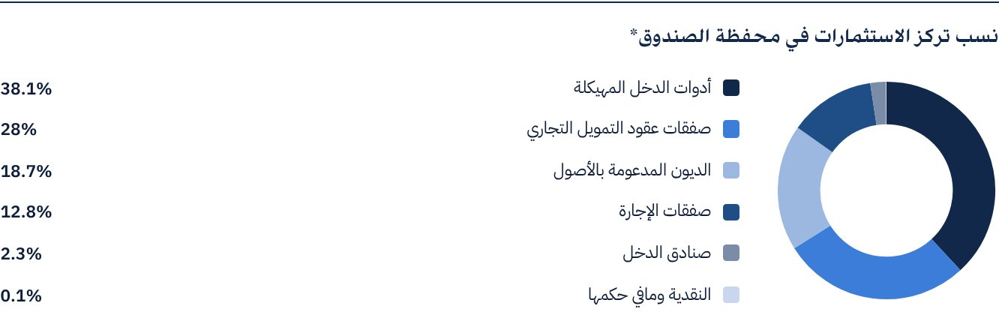 نسب تركز الاستثمارات في محفظة الصندوق*
أدوات الدخل المهيكلة 38.1%
صفقات عقود التمويل التجاري 28%
الديون المدعومة بالأصول 18.7%
صفقات الإجارة 12.8%
صنادق الدخل 2.3%
النقدية ومافي حكمها 0.1%